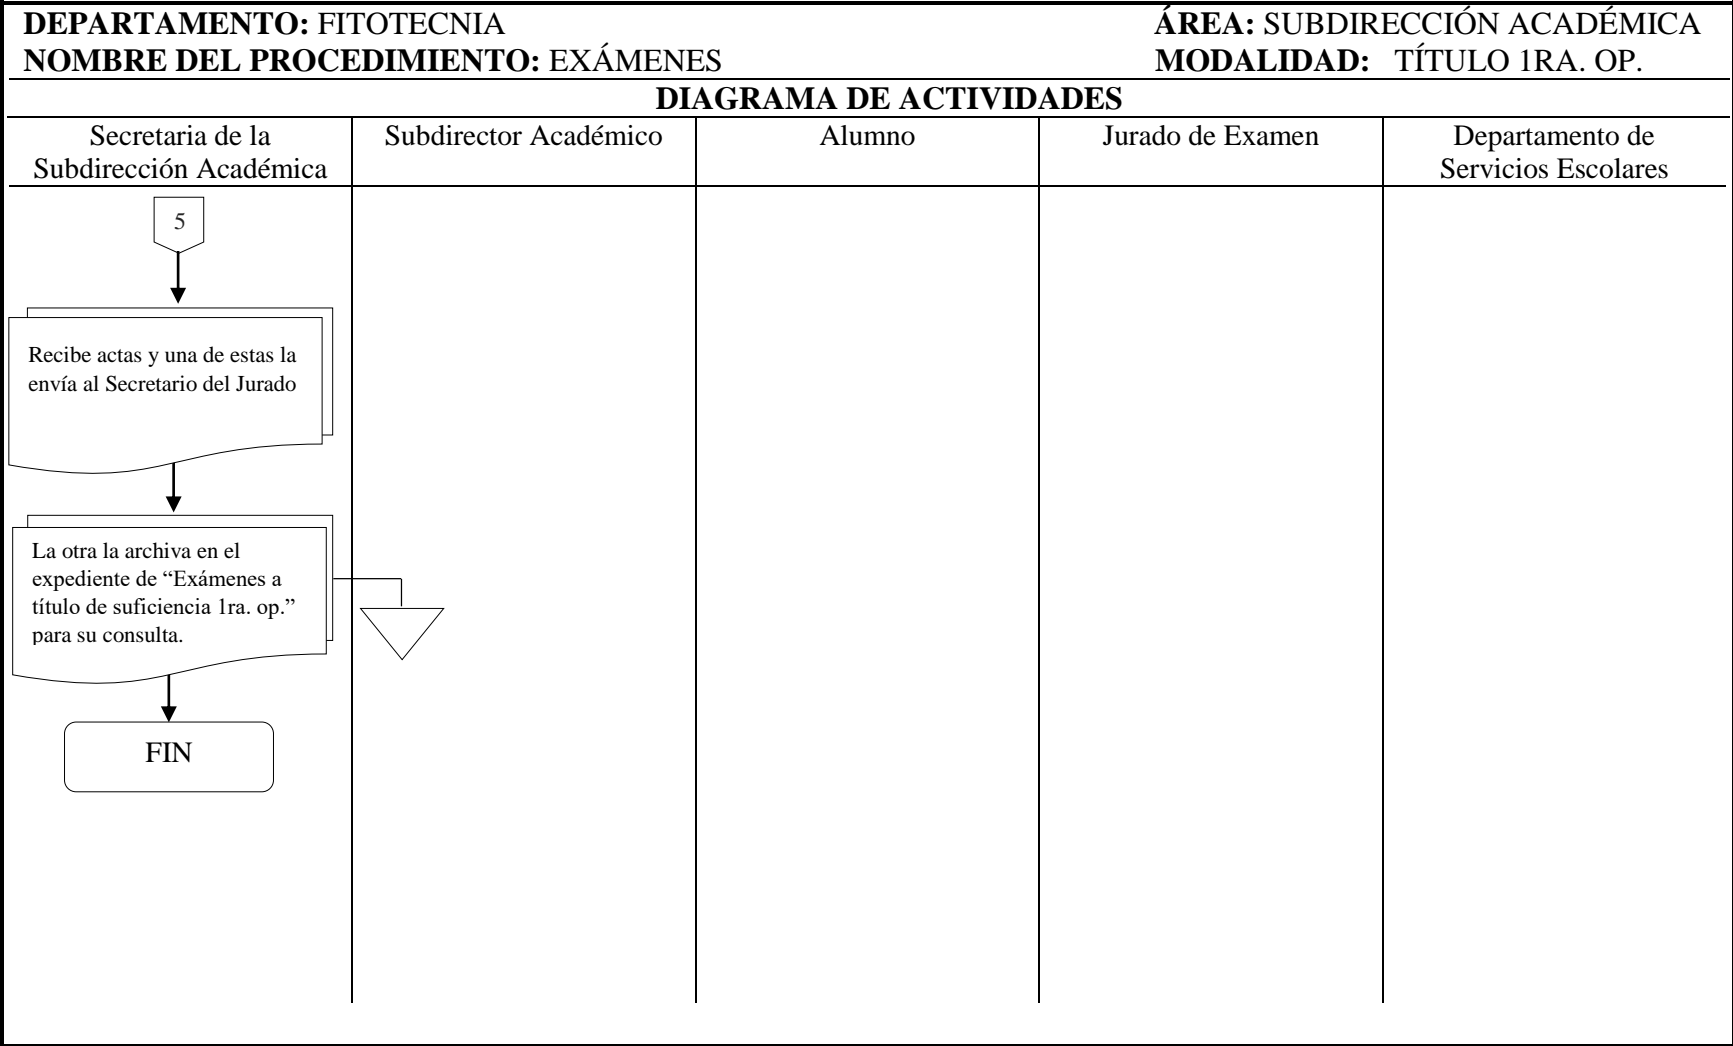 DEPARTAMENTO: FITOTECNIA ÁREA: SUBDIRECCIÓN ACADÉMICA
NOMBRE DEL PROCEDIMIENTO: EXÁMENES MODALIDAD: TÍTULO 1RA. OP.
DIAGRAMA DE ACTIVIDADES
Secretaria de la
Subdirección Académica
Subdirector Académico
Alumno
Jurado de Examen
Departamento de
Servicios Escolares
5
Recibe actas y una de estas la
envía al Secretario del Jurado
La otra la archiva en el
expediente de “Exámenes a
título de suficiencia 1ra. op.”
para su consulta.
FIN